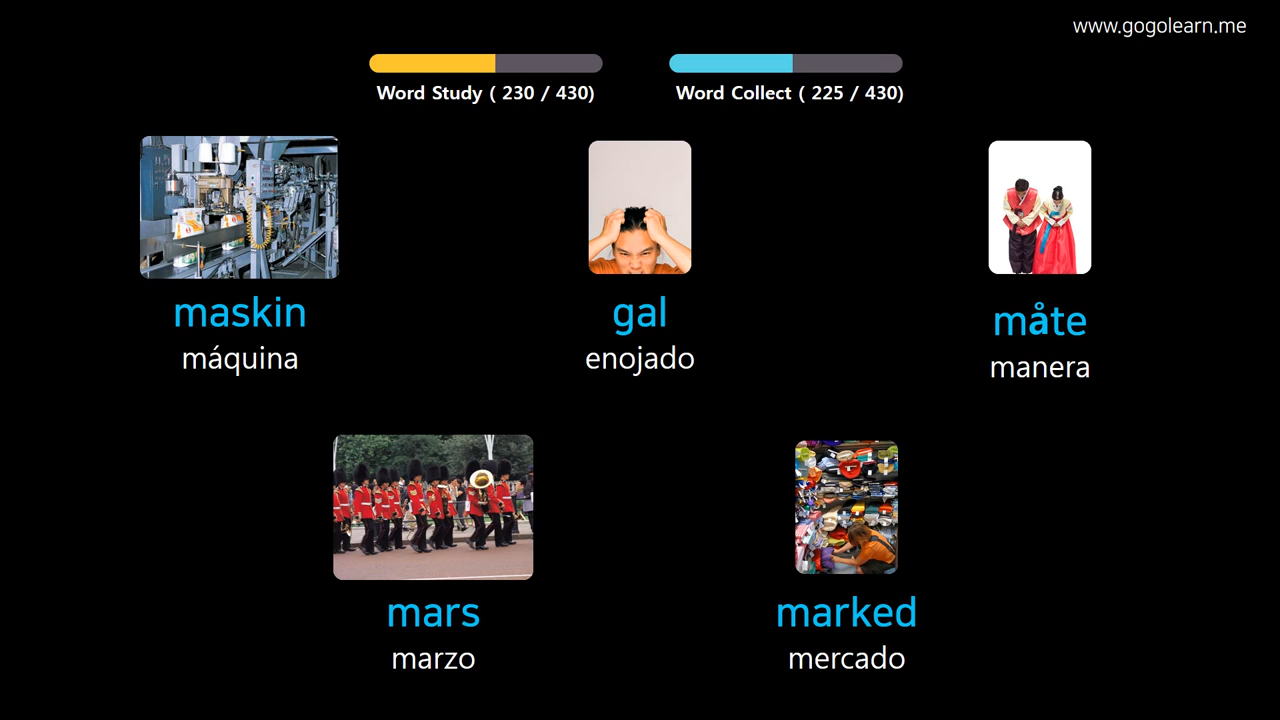 www.gogolearn.me
Word Study ( 230 / 430)
Word Collect ( 225 / 430)
maskin
máquina
gal
enojado
måte
manera
mars
marzo
marked
mercado